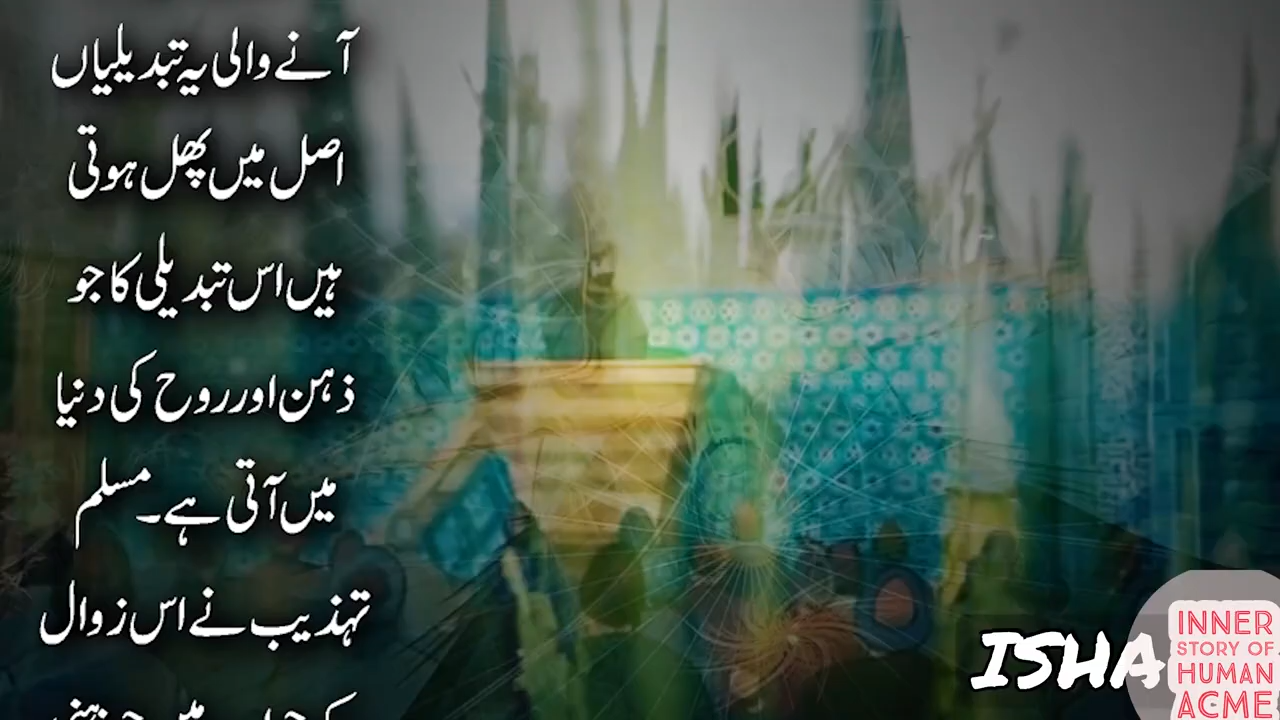 آنے والی یہ تبدیلیاں
اصل میں پھل ہوتی
ہیں اس تبدیلی کا جو
ذہن اور روح کی دنیا
میں آتی ہے۔ مسلم
تہذیب نے اس زوال
ISHA
INNER
STORY OF
HUMAN
ACME